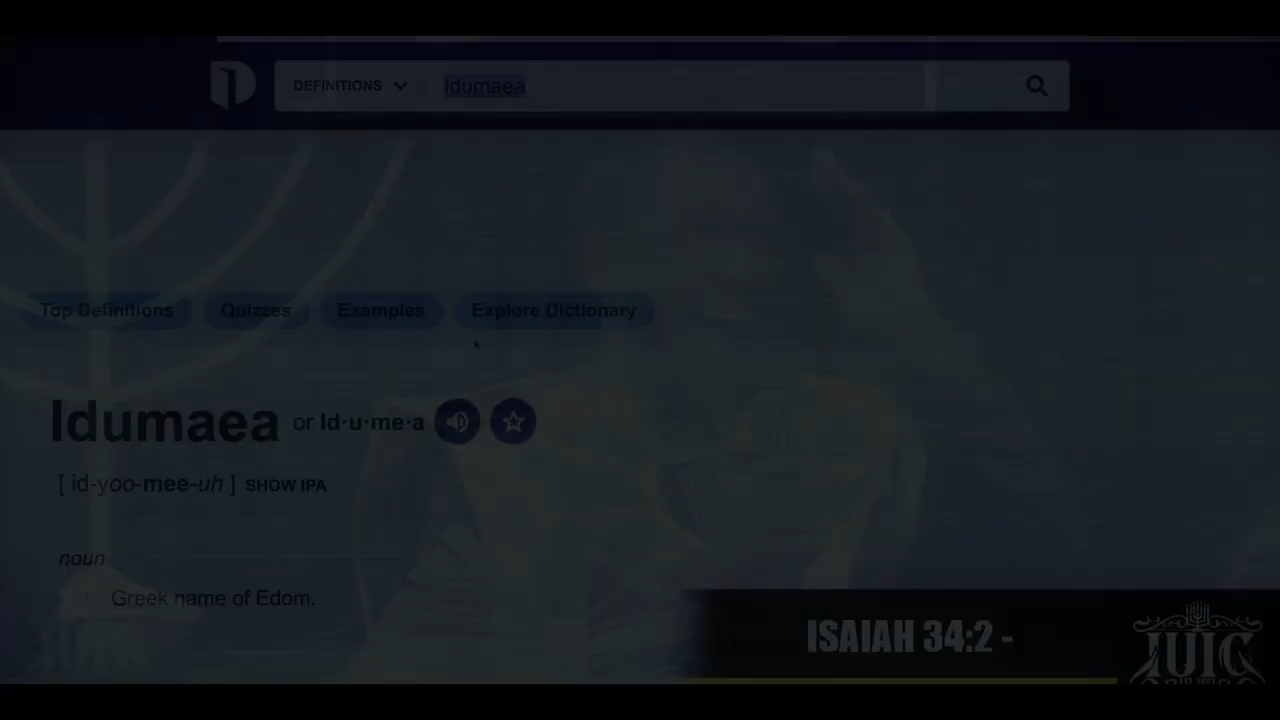 DEFINITIONS Idumaea
Top Definitions Quizzes Examples Explore Dictionary
Idumaea or Id·u·me·a
[ id-yoo-mee-uh ] SHOW IPA
noun
Greek name of Edom.
ISAIAH 34:2 -
IUIC